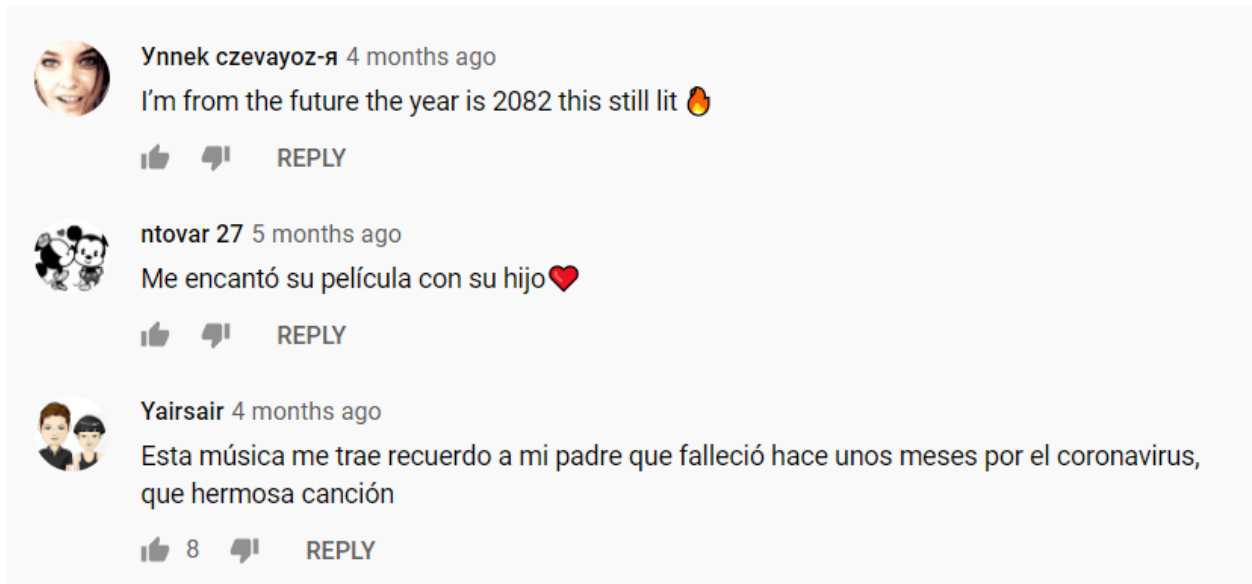 Ynnek czevayoz-я 4 months ago
I’m from the future the year is 2082 this still lit 🔥
REPLY
ntovar 27 5 months ago
Me encantó su película con su hijo❤️
REPLY
Yairsair 4 months ago
Esta música me trae recuerdo a mi padre que falleció hace unos meses por el coronavirus,
que hermosa canción
8 REPLY